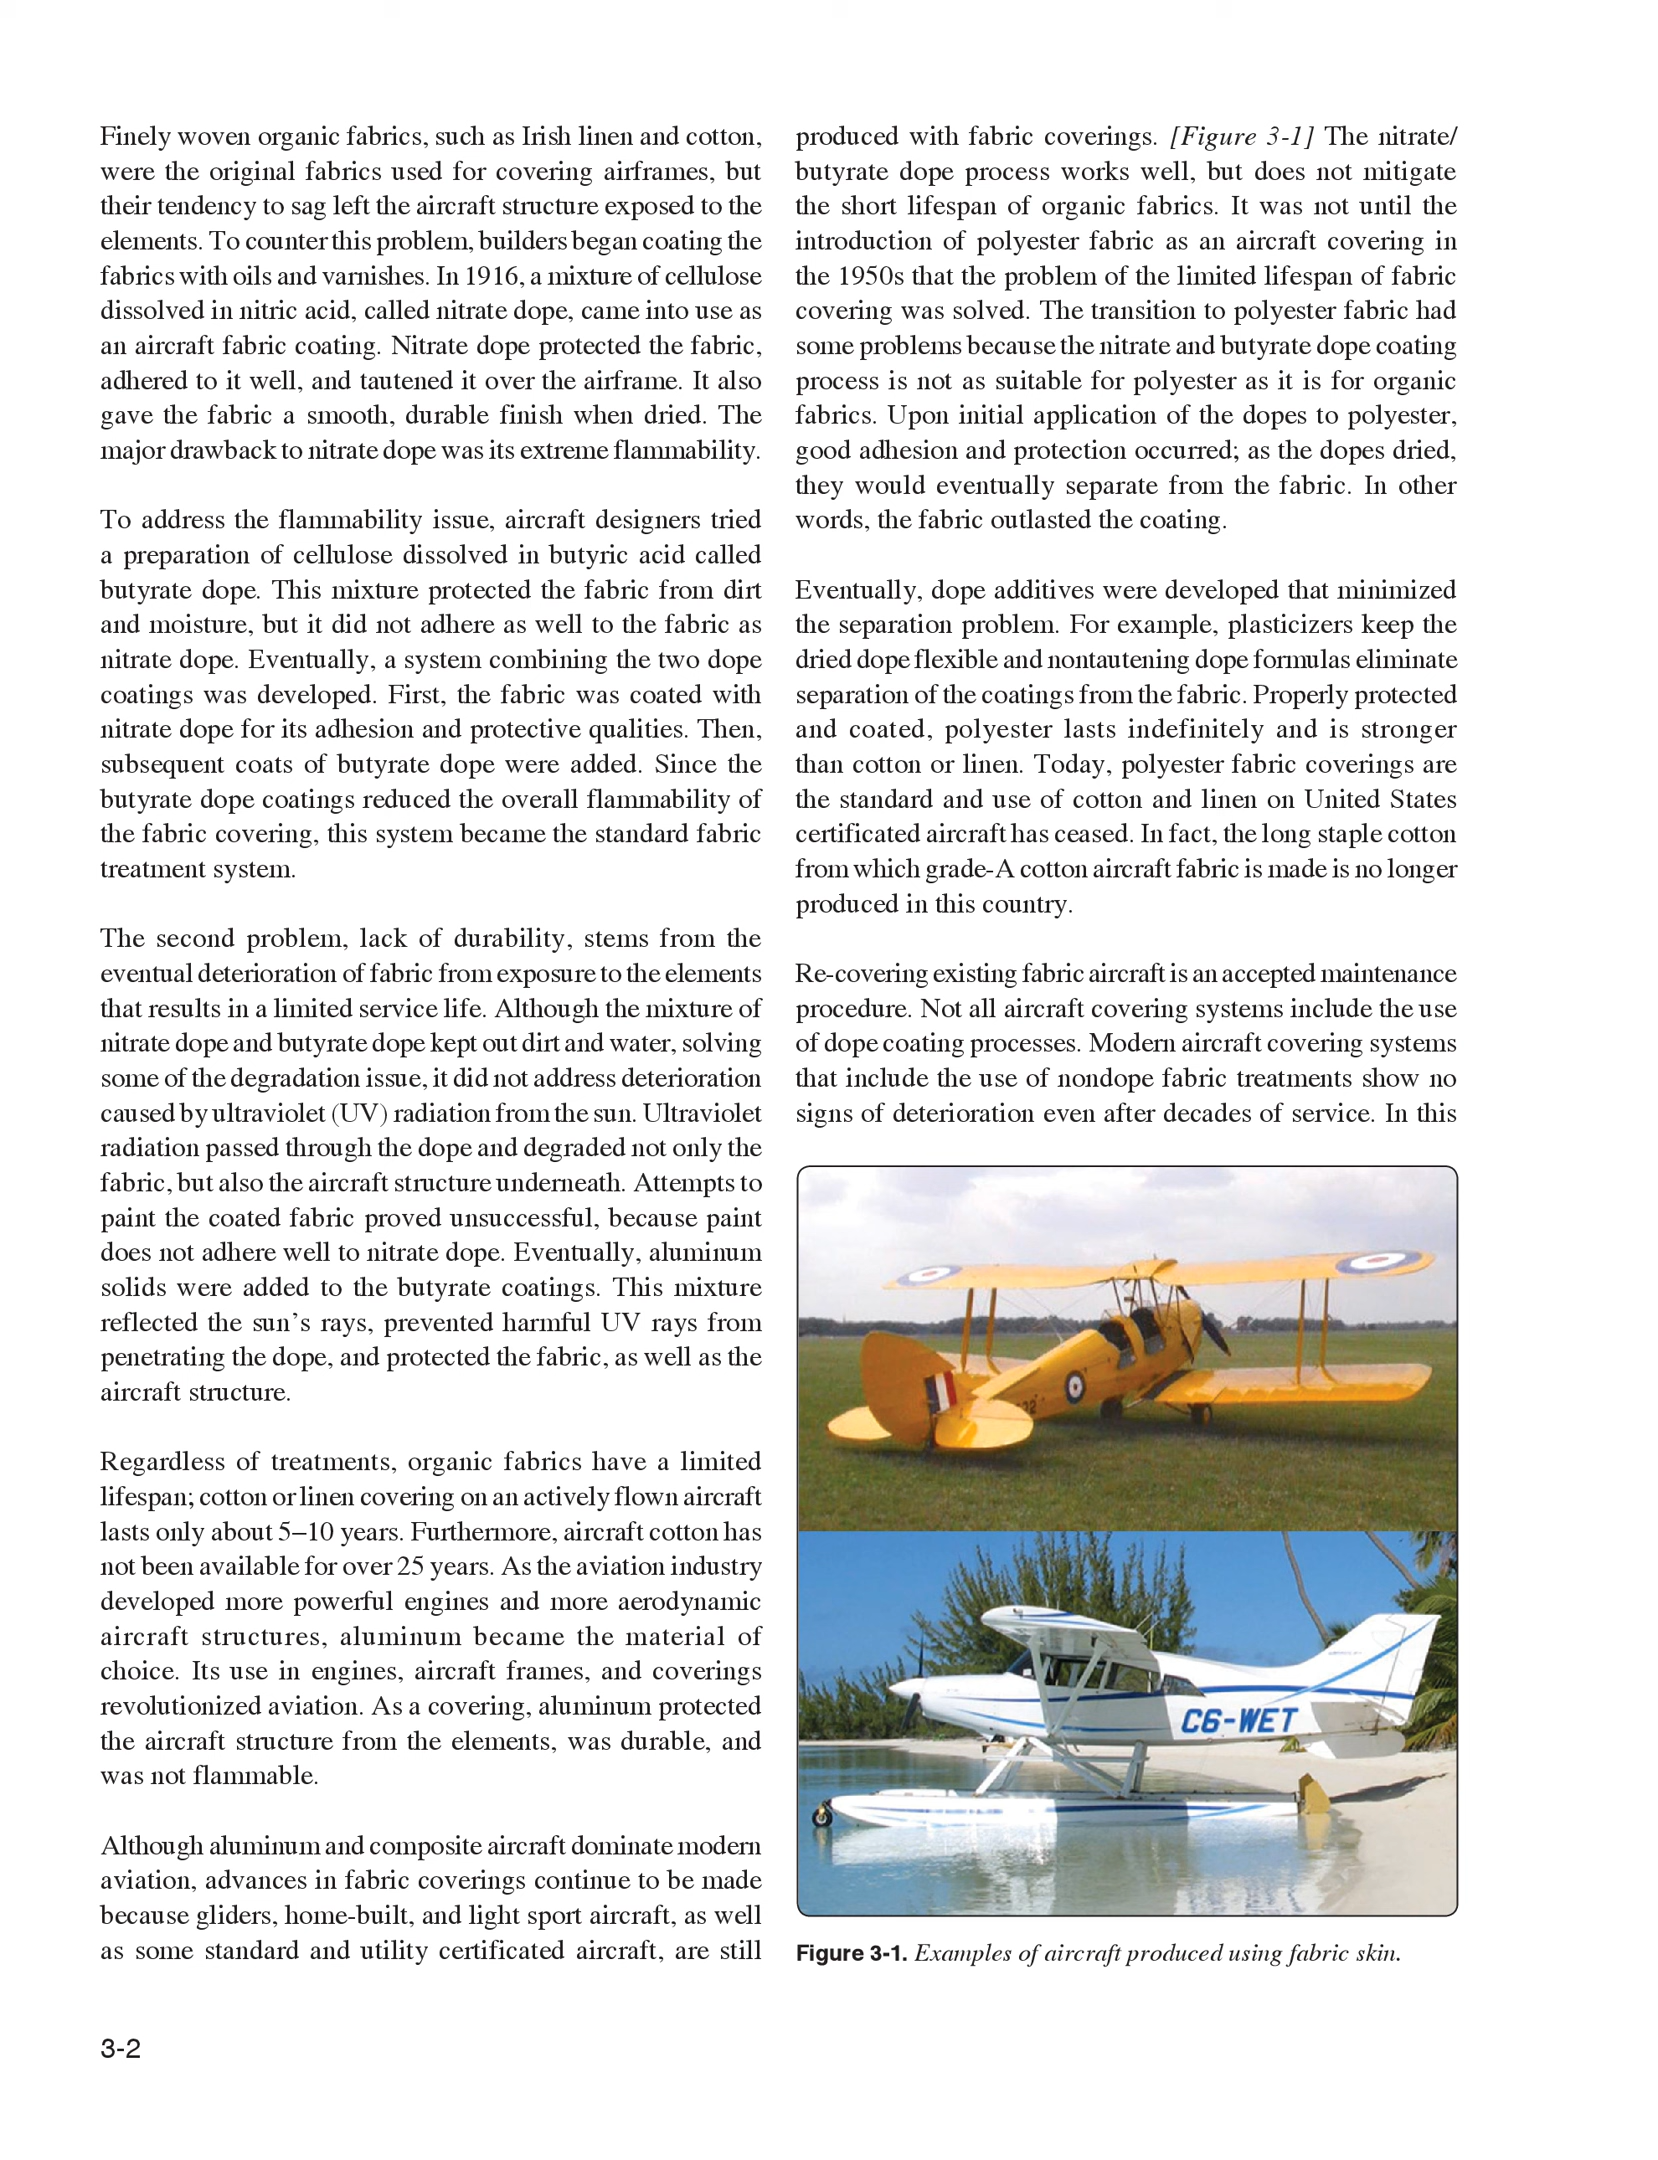 Finely woven organic fabrics, such as Irish linen and cotton,
were the original fabrics used for covering airframes, but
their tendency to sag left the aircraft structure exposed to the
elements. To counter this problem, builders began coating the
fabrics with oils and varnishes. In 1916, a mixture of cellulose
dissolved in nitric acid, called nitrate dope, came into use as
an aircraft fabric coating. Nitrate dope protected the fabric,
adhered to it well, and tautened it over the airframe. It also
gave the fabric a smooth, durable finish when dried. The
major drawback to nitrate dope was its extreme flammability.
To address the flammability issue, aircraft designers tried
a preparation of cellulose dissolved in butyric acid called
butyrate dope. This mixture protected the fabric from dirt
and moisture, but it did not adhere as well to the fabric as
nitrate dope. Eventually, a system combining the two dope
coatings was developed. First, the fabric was coated with
nitrate dope for its adhesion and protective qualities. Then,
subsequent coats of butyrate dope were added. Since the
butyrate dope coatings reduced the overall flammability of
the fabric covering, this system became the standard fabric
treatment system.
The second problem, lack of durability, stems from the
eventual deterioration of fabric from exposure to the elements
that results in a limited service life. Although the mixture of
nitrate dope and butyrate dope kept out dirt and water, solving
some of the degradation issue, it did not address deterioration
caused by ultraviolet (UV) radiation from the sun. Ultraviolet
radiation passed through the dope and degraded not only the
fabric, but also the aircraft structure underneath. Attempts to
paint the coated fabric proved unsuccessful, because paint
does not adhere well to nitrate dope. Eventually, aluminum
solids were added to the butyrate coatings. This mixture
reflected the sun’s rays, prevented harmful UV rays from
penetrating the dope, and protected the fabric, as well as the
aircraft structure.
Regardless of treatments, organic fabrics have a limited
lifespan; cotton or linen covering on an actively flown aircraft
lasts only about 5–10 years. Furthermore, aircraft cotton has
not been available for over 25 years. As the aviation industry
developed more powerful engines and more aerodynamic
aircraft structures, aluminum became the material of
choice. Its use in engines, aircraft frames, and coverings
revolutionized aviation. As a covering, aluminum protected
the aircraft structure from the elements, was durable, and
was not flammable.
Although aluminum and composite aircraft dominate modern
aviation, advances in fabric coverings continue to be made
because gliders, home-built, and light sport aircraft, as well
as some standard and utility certificated aircraft, are still
produced with fabric coverings. [Figure 3-1] The nitrate/
butyrate dope process works well, but does not mitigate
the short lifespan of organic fabrics. It was not until the
introduction of polyester fabric as an aircraft covering in
the 1950s that the problem of the limited lifespan of fabric
covering was solved. The transition to polyester fabric had
some problems because the nitrate and butyrate dope coating
process is not as suitable for polyester as it is for organic
fabrics. Upon initial application of the dopes to polyester,
good adhesion and protection occurred; as the dopes dried,
they would eventually separate from the fabric. In other
words, the fabric outlasted the coating.
Eventually, dope additives were developed that minimized
the separation problem. For example, plasticizers keep the
dried dope flexible and nontautening dope formulas eliminate
separation of the coatings from the fabric. Properly protected
and coated, polyester lasts indefinitely and is stronger
than cotton or linen. Today, polyester fabric coverings are
the standard and use of cotton and linen on United States
certificated aircraft has ceased. In fact, the long staple cotton
from which grade-A cotton aircraft fabric is made is no longer
produced in this country.
Re-covering existing fabric aircraft is an accepted maintenance
procedure. Not all aircraft covering systems include the use
of dope coating processes. Modern aircraft covering systems
that include the use of nondope fabric treatments show no
signs of deterioration even after decades of service. In this
C6-WET
Figure 3-1. Examples of aircraft produced using fabric skin.
3-2